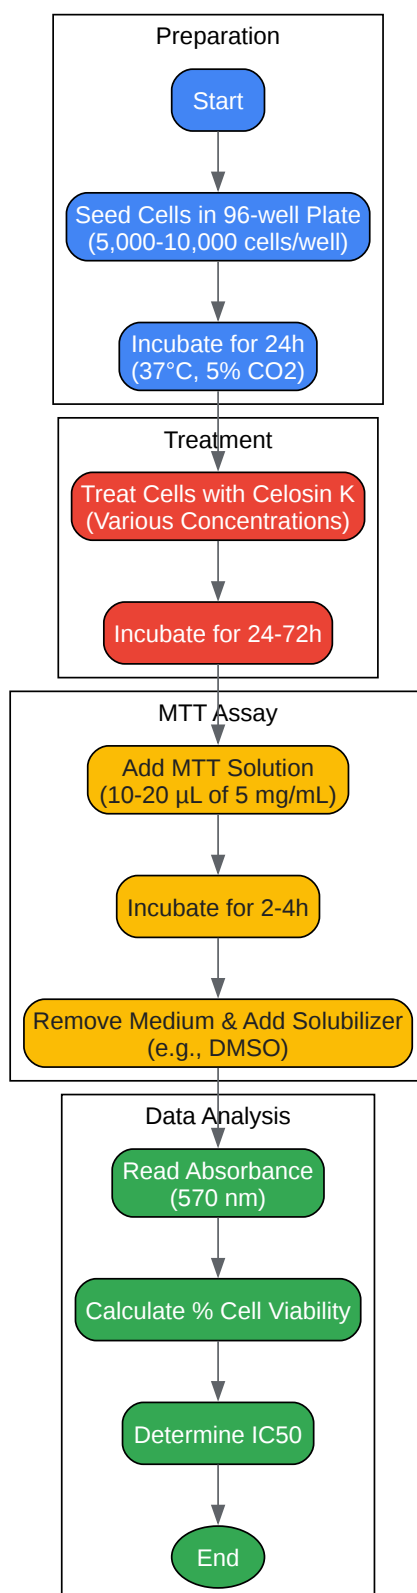 Preparation
Start
Seed Cells in 96-well Plate
(5,000-10,000 cells/well)
Incubate for 24h
(37°C, 5% CO2)
Treatment
Treat Cells with Celosin K
(Various Concentrations)
Incubate for 24-72h
MTT Assay
Add MTT Solution
(10-20 µL of 5 mg/mL)
Incubate for 2-4h
Remove Medium & Add Solubilizer
(e.g., DMSO)
Data Analysis
Read Absorbance
(570 nm)
Calculate % Cell Viability
Determine IC50
End